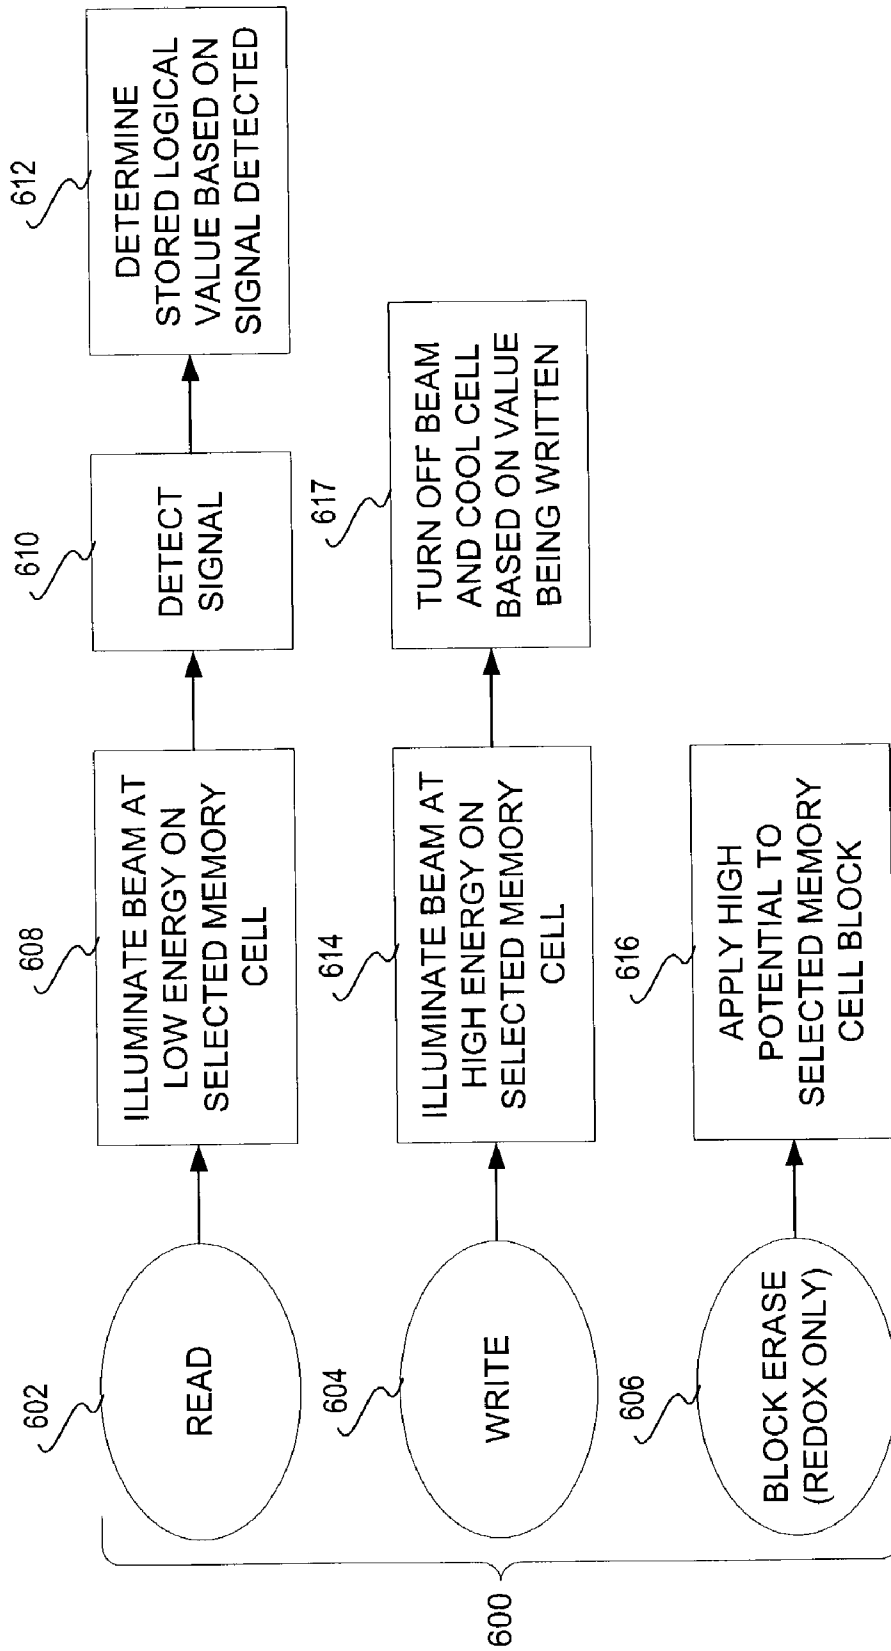 600
602
READ
608
ILLUMINATE BEAM AT
LOW ENERGY ON
SELECTED MEMORY
CELL
610
DETECT
SIGNAL
612
DETERMINE
STORED LOGICAL
VALUE BASED ON
SIGNAL DETECTED
604
WRITE
614
ILLUMINATE BEAM AT
HIGH ENERGY ON
SELECTED MEMORY
CELL
617
TURN OFF BEAM
AND COOL CELL
BASED ON VALUE
BEING WRITTEN
606
BLOCK ERASE
(REDOX ONLY)
616
APPLY HIGH
POTENTIAL TO
SELECTED MEMORY
CELL BLOCK